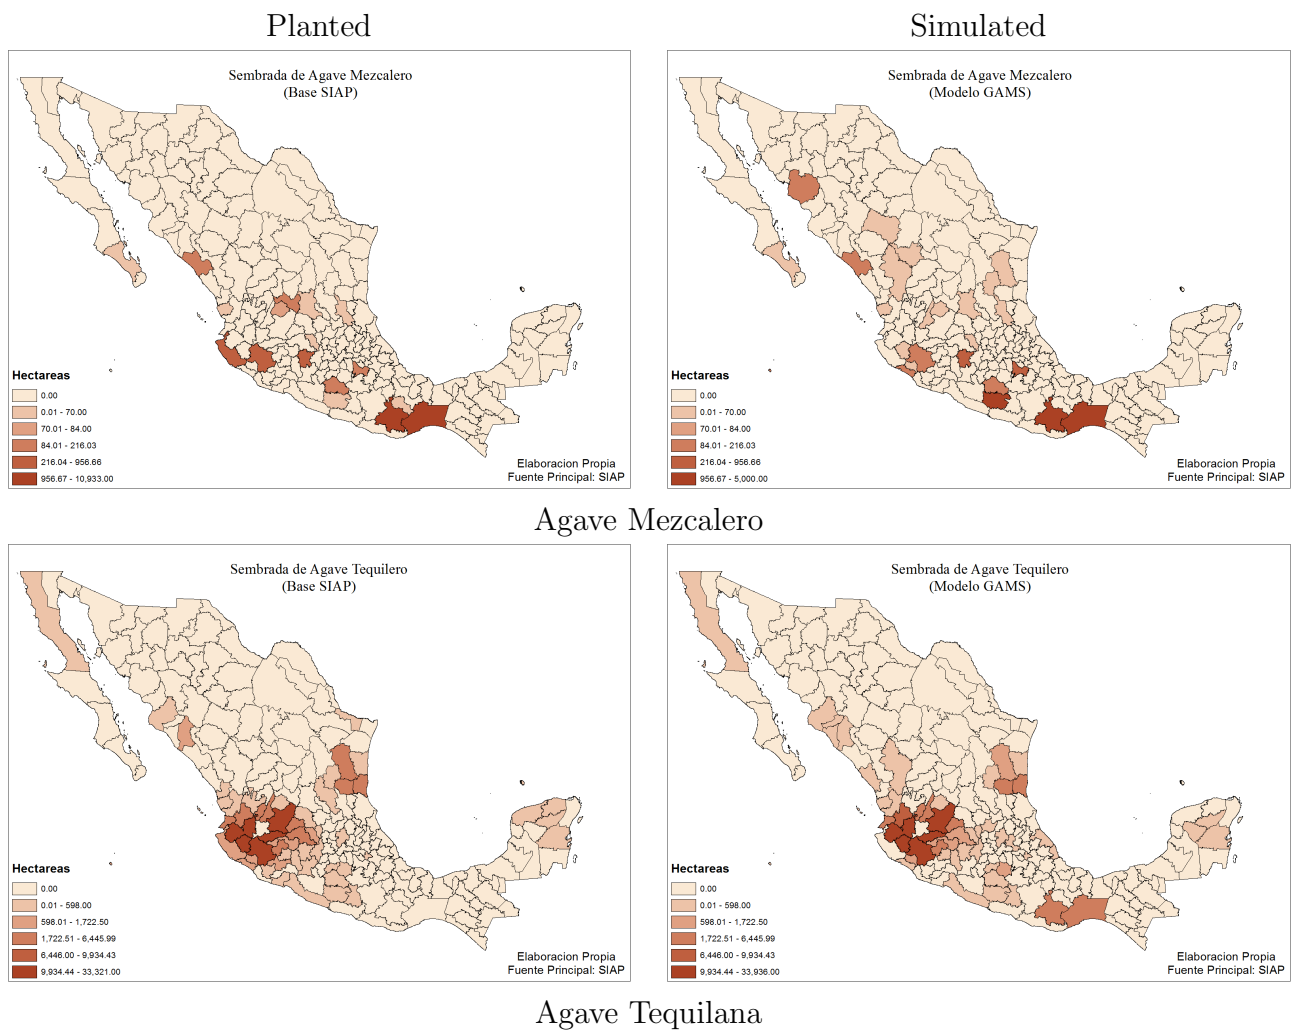 Planted
Simulated
Sembrada de Agave Mezcalero
(Base SIAP)
Hectareas
0.00
0.01 - 70.00
70.01 - 84.00
84.01 - 216.03
216.04 - 956.66
956.67 - 10,933.00
Elaboracion Propia
Fuente Principal: SIAP
Sembrada de Agave Mezcalero
(Modelo GAMS)
Hectareas
0.00
0.01 - 70.00
70.01 - 84.00
84.01 - 216.03
216.04 - 956.66
956.67 - 5,000.00
Elaboracion Propia
Fuente Principal: SIAP
Agave Mezcalero
Sembrada de Agave Tequilero
(Base SIAP)
Hectareas
0.00
0.01 - 598.00
598.01 - 1,722.50
1,722.51 - 6,445.99
6,446.00 - 9,934.43
9,934.44 - 33,321.00
Elaboracion Propia
Fuente Principal: SIAP
Sembrada de Agave Tequilero
(Modelo GAMS)
Hectareas
0.00
0.01 - 598.00
598.01 - 1,722.50
1,722.51 - 6,445.99
6,446.00 - 9,934.43
9,934.44 - 33,936.00
Elaboracion Propia
Fuente Principal: SIAP
Agave Tequilana